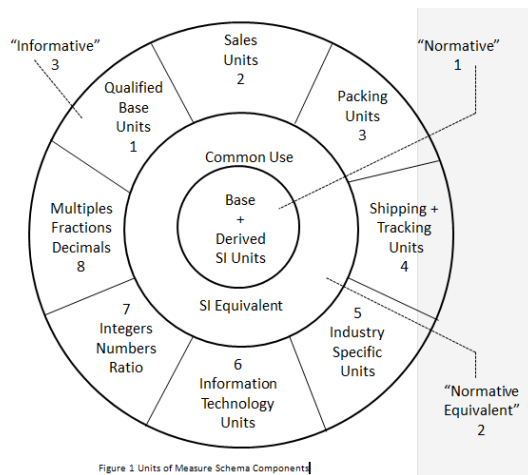 “Informative”
3
Sales
Units
2
“Normative”
1
Qualified
Base
Units
1
Packing
Units
3
Common Use
Base
+
Derived
SI Units
Multiples
Fractions
Decimals
8
Shipping +
Tracking
Units
4
SI Equivalent
7
Integers
Numbers
Ratio
5
Industry
Specific
Units
6
Information
Technology
Units
“Normative
Equivalent”
2
Figure 1 Units of Measure Schema Components